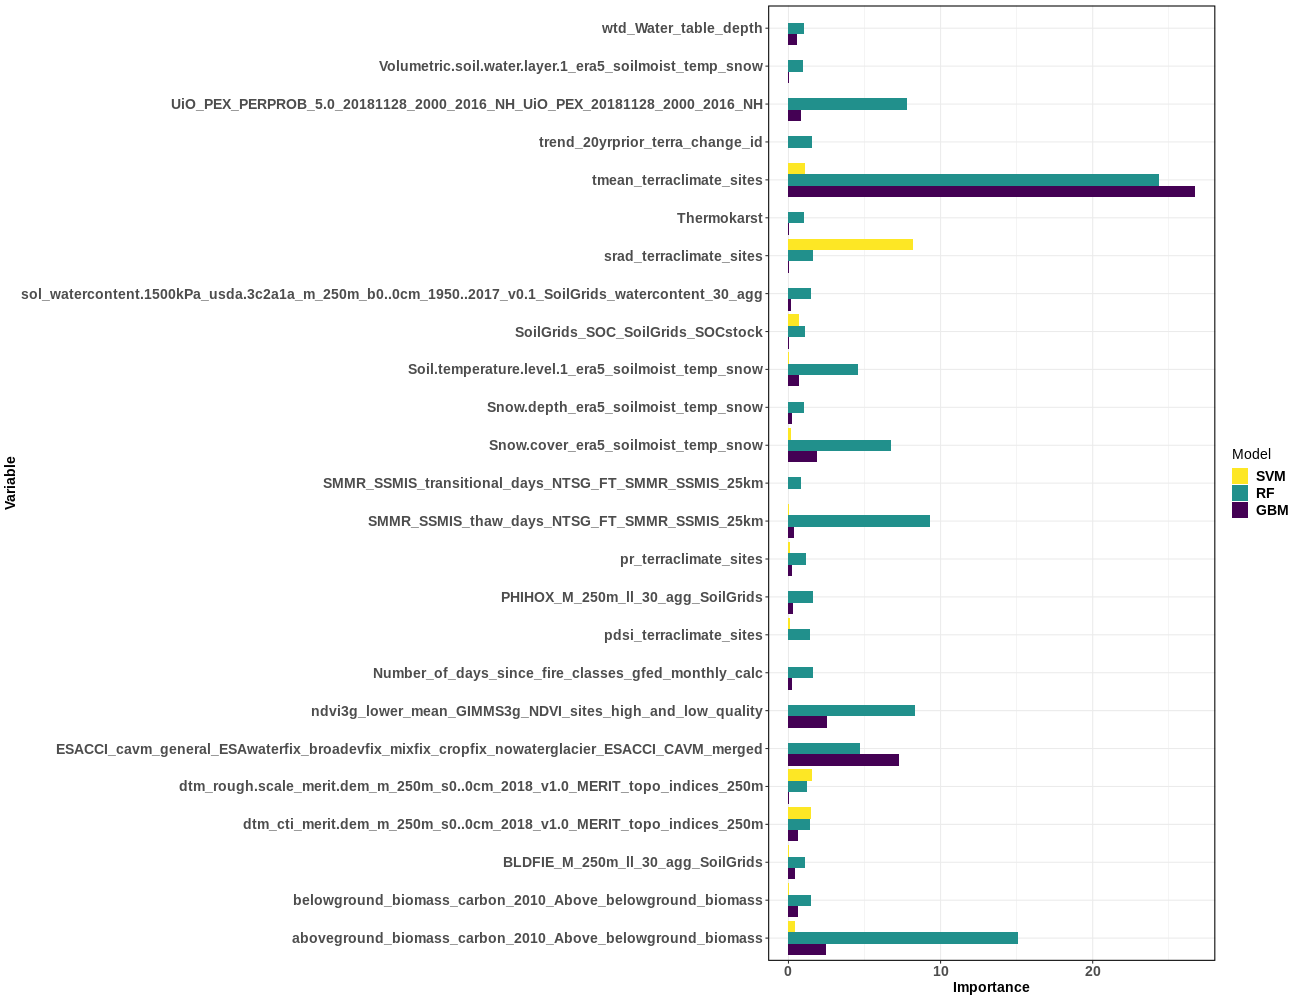 wtd_Water_table_depth
Volumetric.soil.water.layer.1_era5_soilmoist_temp_snow
UiO_PEX_PERPROB_5.0_20181128_2000_2016_NH_UiO_PEX_20181128_2000_2016_NH
trend_20yrprior_terra_change_id
tmean_terraclimate_sites
Thermokarst
srad_terraclimate_sites
sol_watercontent.1500kPa_usda.3c2a1a_m_250m_b0..0cm_1950..2017_v0.1_SoilGrids_watercontent_30_agg
SoilGrids_SOC_SoilGrids_SOCstock
Soil.temperature.level.1_era5_soilmoist_temp_snow
Snow.depth_era5_soilmoist_temp_snow
Snow.cover_era5_soilmoist_temp_snow
SMMR_SSMIS_transitional_days_NTSG_FT_SMMR_SSMIS_25km
SMMR_SSMIS_thaw_days_NTSG_FT_SMMR_SSMIS_25km
pr_terraclimate_sites
PHIHOX_M_250m_ll_30_agg_SoilGrids
pdsi_terraclimate_sites
Number_of_days_since_fire_classes_gfed_monthly_calc
ndvi3g_lower_mean_GIMMS3g_NDVI_sites_high_and_low_quality
ESACCI_cavm_general_ESAwaterfix_broadevfix_mixfix_cropfix_nowaterglacier_ESACCI_CAVM_merged
dtm_rough.scale_merit.dem_m_250m_s0..0cm_2018_v1.0_MERIT_topo_indices_250m
dtm_cti_merit.dem_m_250m_s0..0cm_2018_v1.0_MERIT_topo_indices_250m
BLDFIE_M_250m_ll_30_agg_SoilGrids
belowground_biomass_carbon_2010_Above_belowground_biomass
aboveground_biomass_carbon_2010_Above_belowground_biomass
Variable
0 10 20
Importance
Model
SVM
RF
GBM